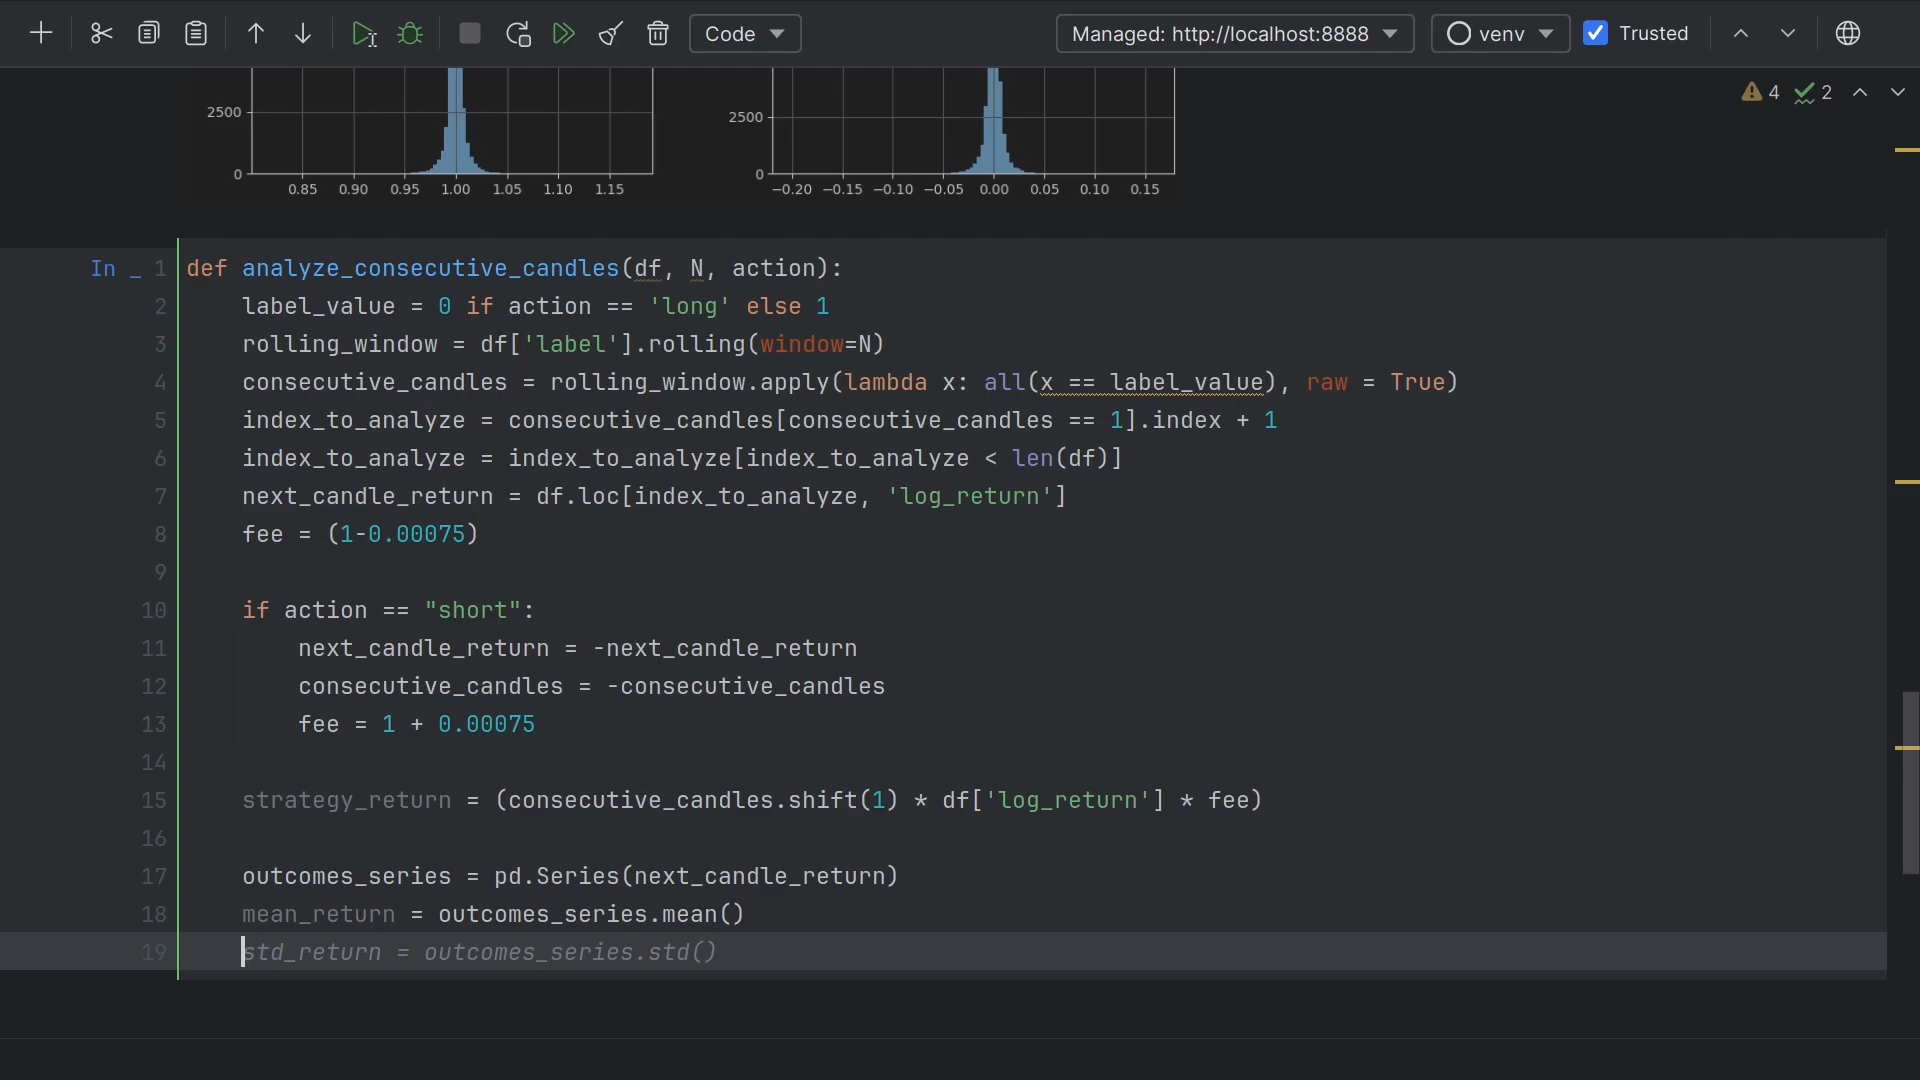 Code Managed: http://localhost:8888 venv Trusted
4 2
2500
0
0.85 0.90 0.95 1.00 1.05 1.10 1.15
2500
0
−0.20 −0.15 −0.10 −0.05 0.00 0.05 0.10 0.15
In _ 1 def analyze_consecutive_candles(df, N, action):
2 label_value = 0 if action == 'long' else 1
3 rolling_window = df['label'].rolling(window=N)
4 consecutive_candles = rolling_window.apply(lambda x: all(x == label_value), raw = True)
5 index_to_analyze = consecutive_candles[consecutive_candles == 1].index + 1
6 index_to_analyze = index_to_analyze[index_to_analyze < len(df)]
7 next_candle_return = df.loc[index_to_analyze, 'log_return']
8 fee = (1-0.00075)
9
10 if action == "short":
11 next_candle_return = -next_candle_return
12 consecutive_candles = -consecutive_candles
13 fee = 1 + 0.00075
14
15 strategy_return = (consecutive_candles.shift(1) * df['log_return'] * fee)
16
17 outcomes_series = pd.Series(next_candle_return)
18 mean_return = outcomes_series.mean()
19 std_return = outcomes_series.std()